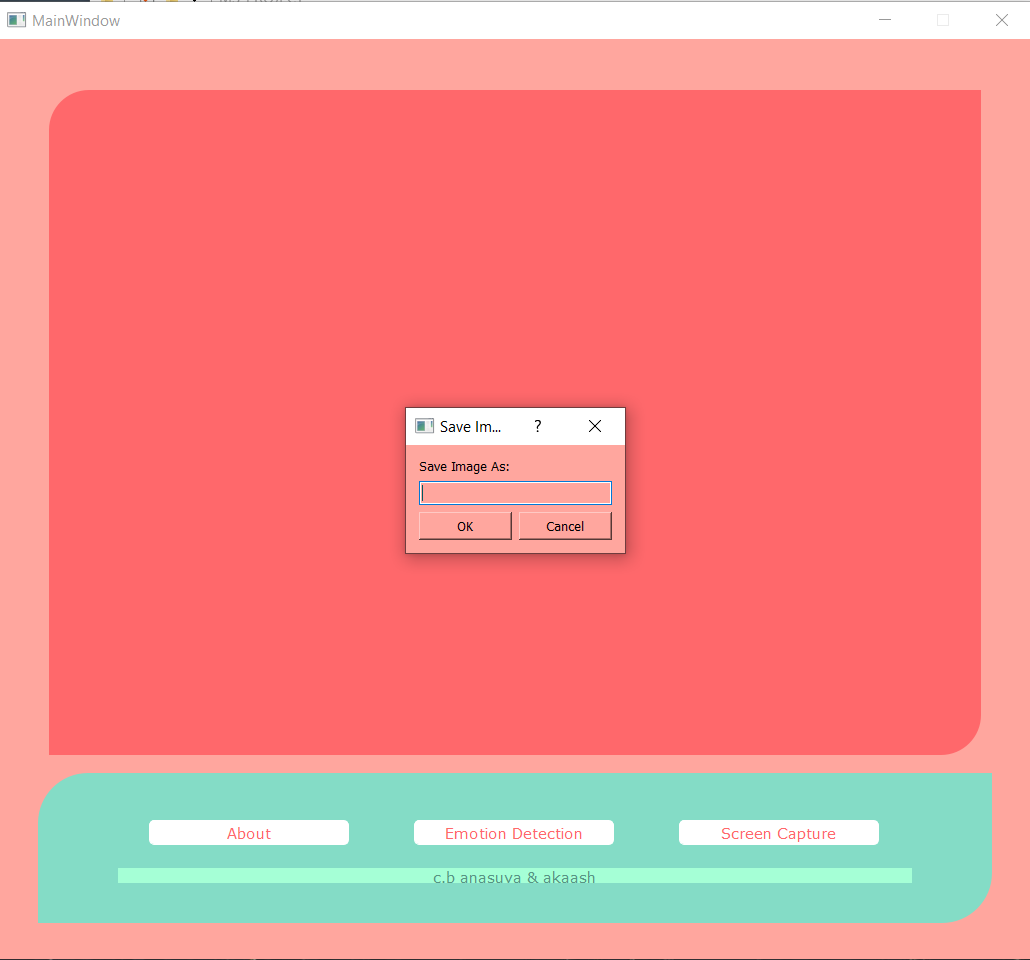 MainWindow
Save Im...
?
Save Image As:
OK
Cancel
About
Emotion Detection
Screen Capture
c.b anasuya & akaash